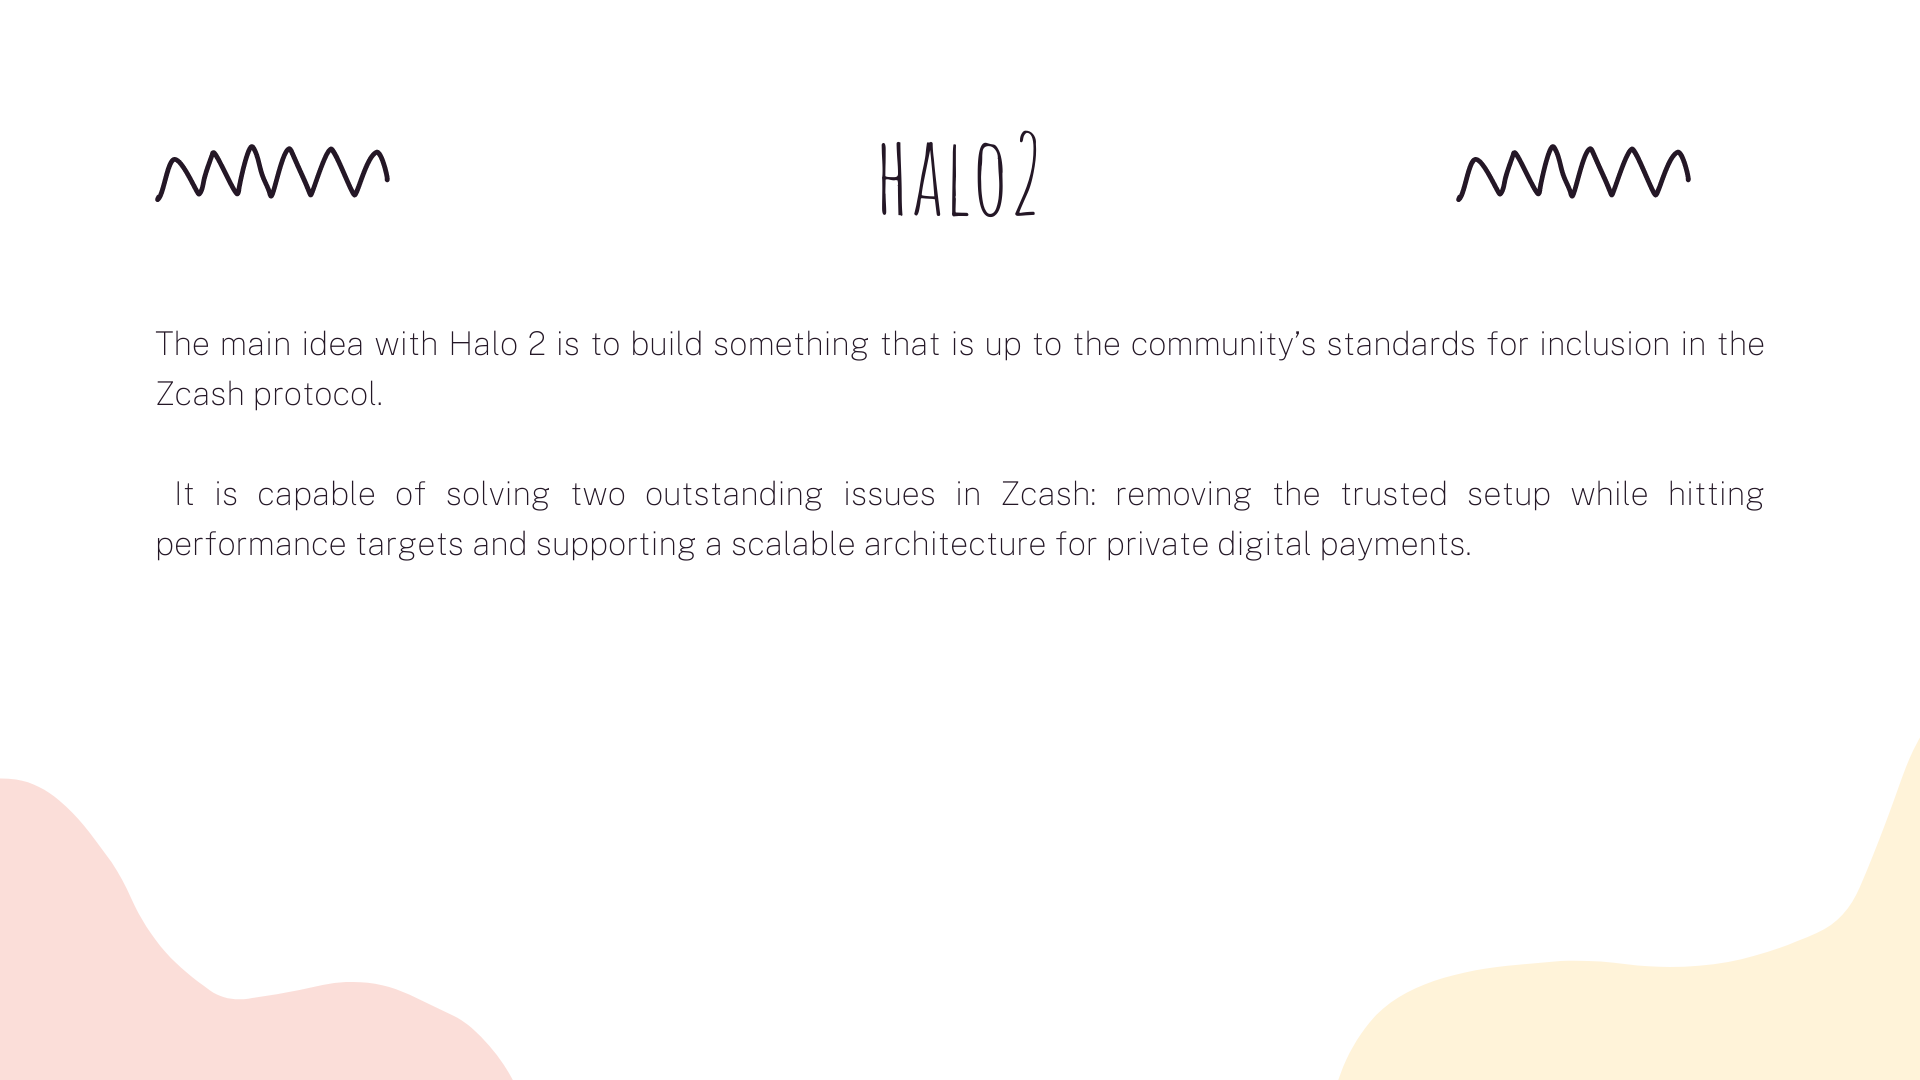 HALO 2
The main idea with Halo 2 is to build something that is up to the community’s standards for inclusion in the
Zcash protocol.
It is capable of solving two outstanding issues in Zcash: removing the trusted setup while hitting
performance targets and supporting a scalable architecture for private digital payments.